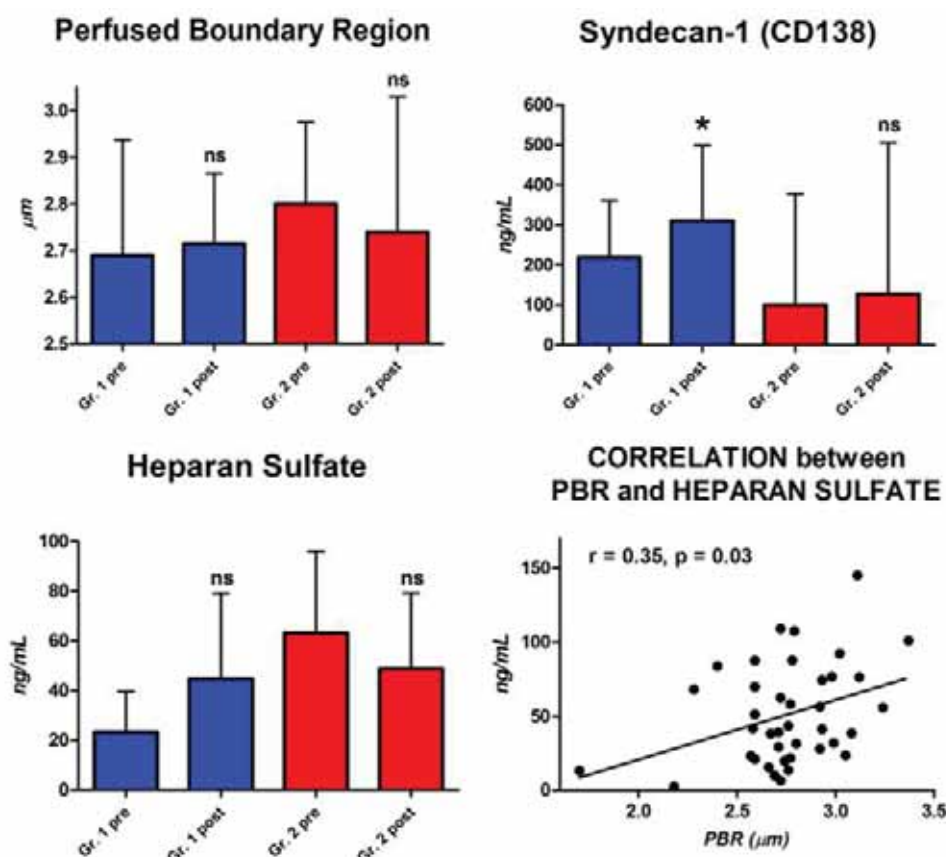 Perfused Boundary Region
3.0
2.9
2.8
2.7
2.6
2.5
μm
ns
ns
Gr. 1 pre
Gr. 1 post
Gr. 2 pre
Gr. 2 post
Syndecan-1 (CD138)
600
500
400
300
200
100
0
ng/mL
*
ns
Gr. 1 pre
Gr. 1 post
Gr. 2 pre
Gr. 2 post
Heparan Sulfate
100
80
60
40
20
0
ng/mL
ns
ns
Gr. 1 pre
Gr. 1 post
Gr. 2 pre
Gr. 2 post
CORRELATION between
PBR and HEPARAN SULFATE
r = 0.35, p = 0.03
150
100
50
0
ng/mL
2.0
2.5
3.0
3.5
PBR (μm)